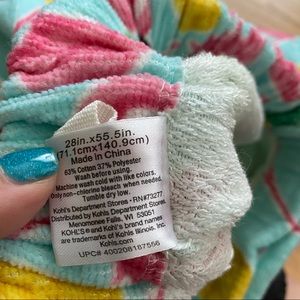 28in.x55.5in.
(71.1cmx140.9cm)
Made in China
63% Cotton 37% Polyester
Wash before using.
Machine wash cold with like colors.
Only non-chlorine bleach when needed.
Tumble dry low.
Kohl's Department Stores - RN#73277
Distributed by Kohl's Department Stores,
Menomonee Falls, WI 53051
KOHL'S® and Kohl's brand names
are trademarks of Kohls Illinois, Inc.
Kohls.com
UPC# 400208187556